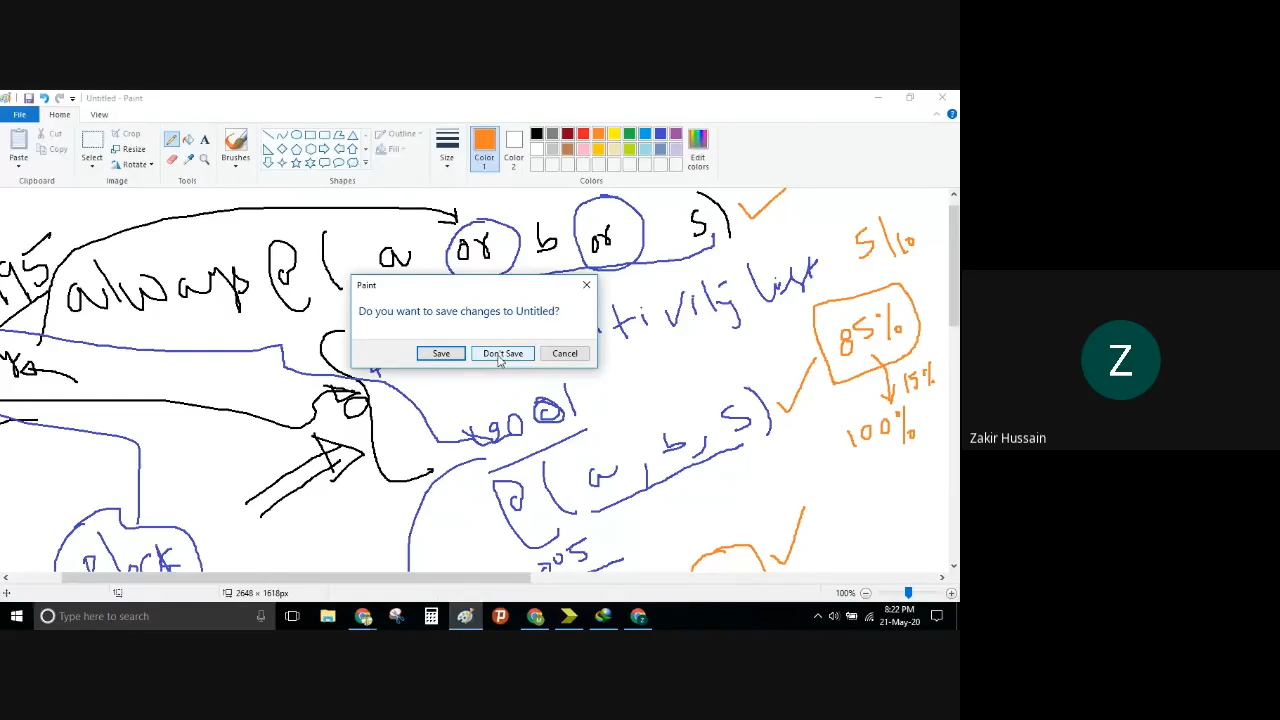 Untitled - Paint
File
Home
View
Paste
Cut
Copy
Clipboard
Select
Crop
Resize
Rotate
Image
Tools
Brushes
Outline
Fill
Shapes
Size
Color 1
Color 2
Edit colors
Colors
95
always @( a or b or s)
5/10
Paint
Do you want to save changes to Untitled?
Save
Don't Save
Cancel
85%
15%
100%
2001
@( a, b, s)
100%
2648 × 1618px
Type here to search
8:22 PM
21-May-20
Z
Zakir Hussain